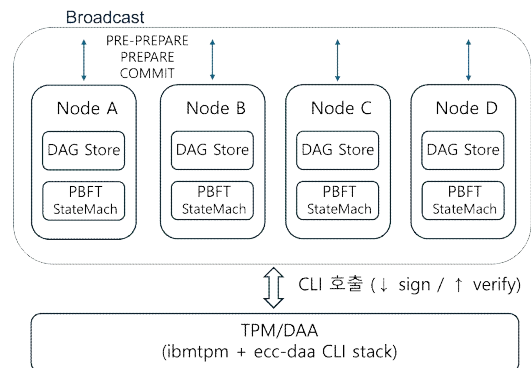 Broadcast
PRE-PREPARE
PREPARE
COMMIT
Node A
Node B
Node C
Node D
DAG Store
DAG Store
DAG Store
DAG Store
PBFT
StateMach
PBFT
StateMach
PBFT
StateMach
PBFT
StateMach
CLI 호출 (↓ sign / ↑ verify)
TPM/DAA
(ibmtpm + ecc-daa CLI stack)